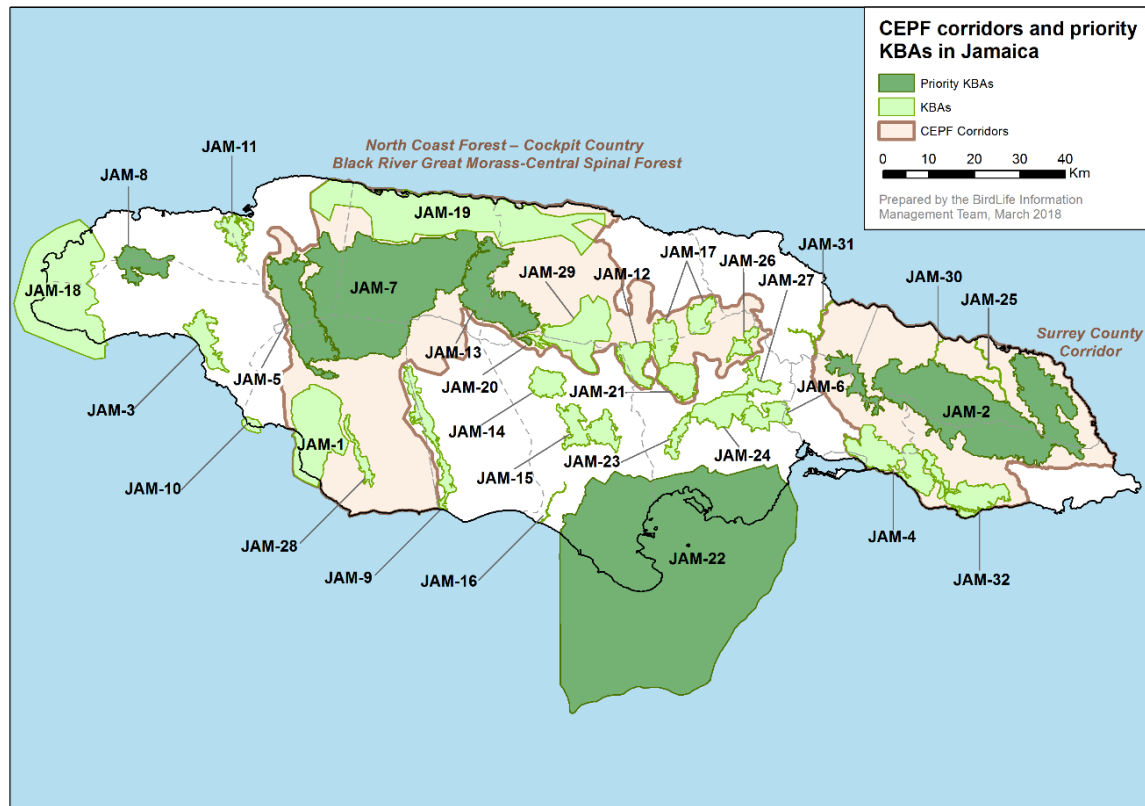 CEPF corridors and priority
KBAs in Jamaica
Priority KBAs
KBAs
CEPF Corridors
0 5 10 20 30 40
Km
Prepared by the BirdLife Information
Management Team, March 2018
North Coast Forest – Cockpit Country
Black River Great Morass-Central Spinal Forest
JAM-11
JAM-8
JAM-19
JAM-17
JAM-31
JAM-12
JAM-26
JAM-29
JAM-27
JAM-30
JAM-25
JAM-18
JAM-7
Surrey County
Corridor
JAM-13
JAM-5
JAM-20
JAM-6
JAM-21
JAM-3
JAM-2
JAM-14
JAM-1
JAM-23
JAM-24
JAM-15
JAM-10
JAM-28
JAM-4
JAM-22
JAM-9
JAM-16
JAM-32